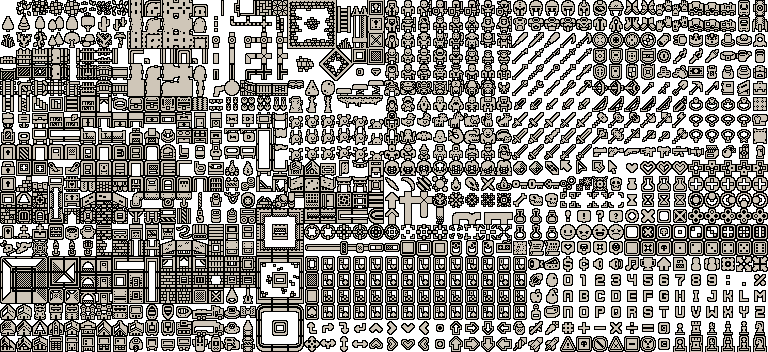 0 1 2 3 4 5 6 7 8 9 : . %
A B C D E F G H I J K L M
N O P Q R S T U V W X Y Z